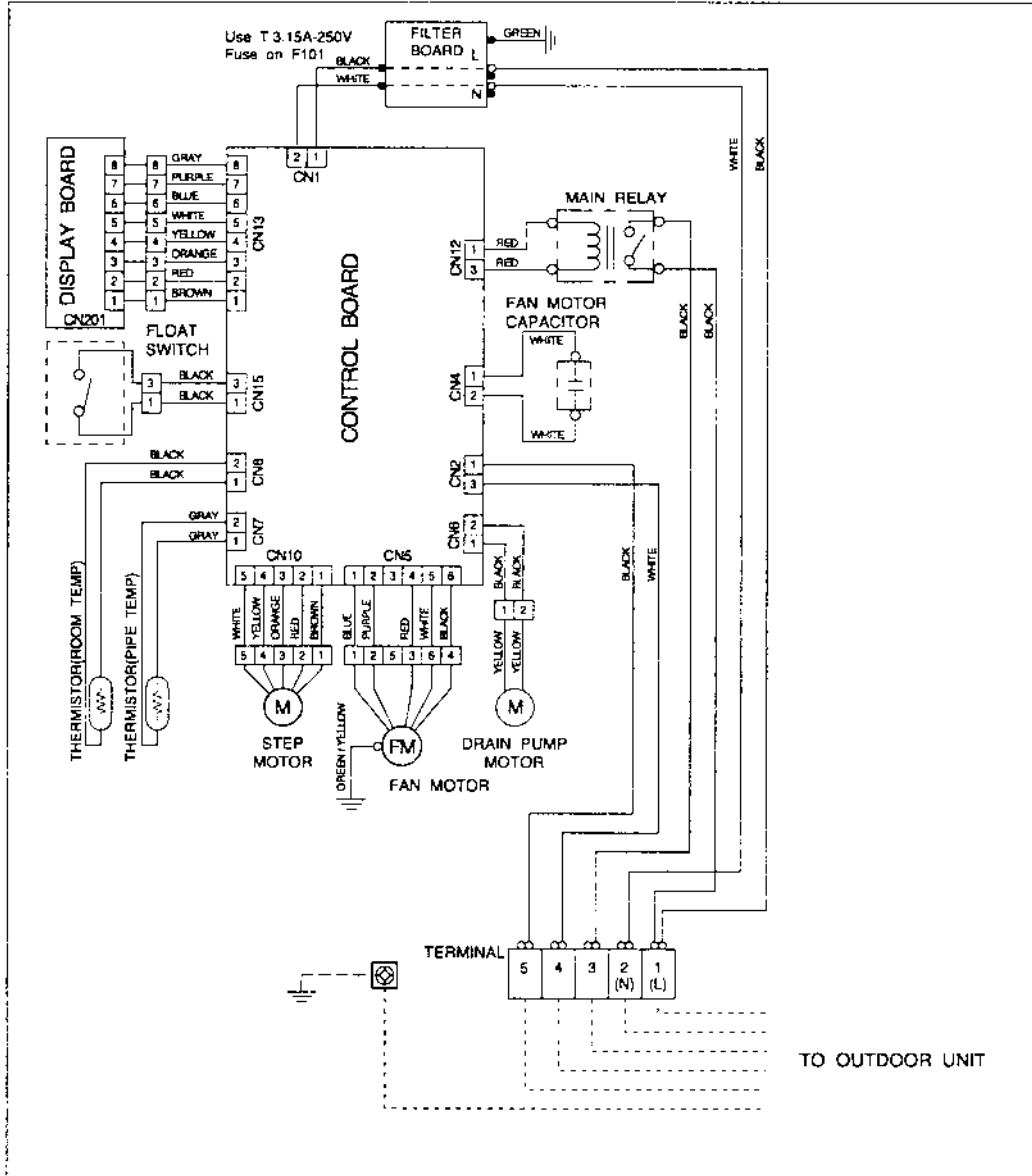 Use T 3.15A-250V
Fuse on F101
FILTER
BOARD
L
N
GREEN
BLACK
WHITE
2 1
CN1
DISPLAY BOARD
CN201
8 8 GRAY 8
7 7 PURPLE 7
6 6 BLUE 6
5 5 WHITE 5
4 4 YELLOW 4
3 3 ORANGE 3
2 2 RED 2
1 1 BROWN 1
CN13
CONTROL BOARD
MAIN RELAY
CN12
1 RED
3 RED
BLACK
BLACK
WHITE
BLACK
FLOAT
SWITCH
3 BLACK 3
1 BLACK 1
CN15
FAN MOTOR
CAPACITOR
WHITE
CN4
1
2
WHITE
BLACK 2
BLACK 1
CN8
CN2
1
3
GRAY 2
GRAY 1
CN7
CN6
2
1
BLACK
BLACK
1 2
YELLOW
YELLOW
M
DRAIN PUMP
MOTOR
BLACK
WHITE
CN10
5 4 3 2 1
WHITE
YELLOW
ORANGE
RED
BROWN
5 4 3 2 1
M
STEP
MOTOR
CN5
1 2 3 4 5 6
BLUE
PURPLE
RED
WHITE
BLACK
1 2 5 3 6 4
FM
GREEN/YELLOW
FAN MOTOR
THERMISTOR(ROOM TEMP)
THERMISTOR(PIPE TEMP)
TERMINAL
5 4 3 2 1
(N) (L)
TO OUTDOOR UNIT